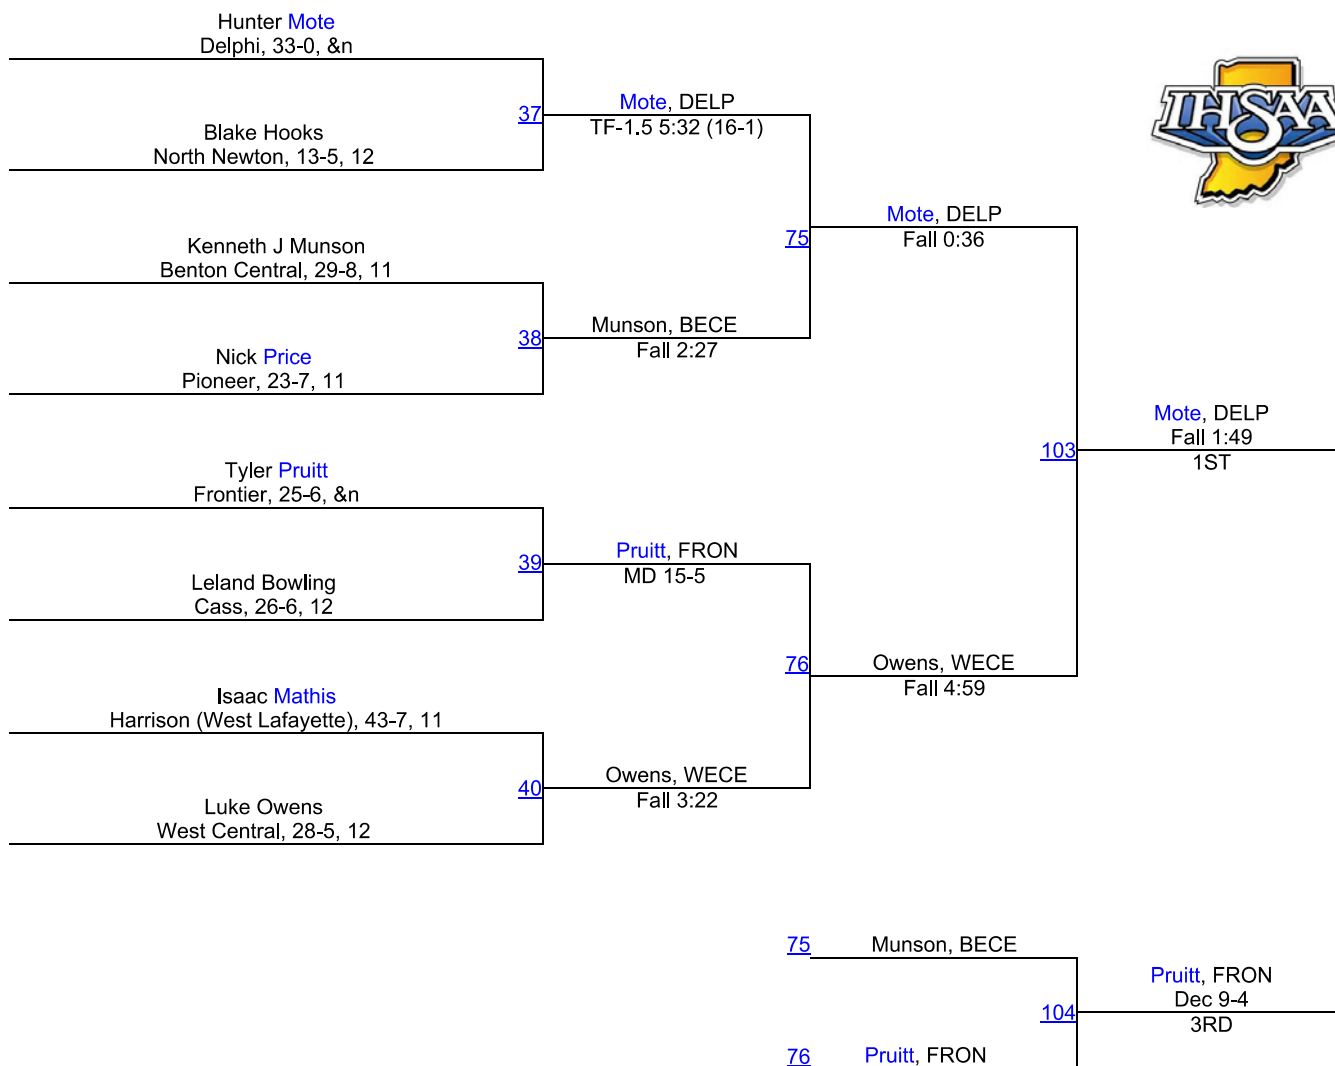 Hunter Mote
Delphi, 33-0, &n
37
Mote, DELP
TF-1.5 5:32 (16-1)
Blake Hooks
North Newton, 13-5, 12
IHSAA
75
Mote, DELP
Fall 0:36
Kenneth J Munson
Benton Central, 29-8, 11
38
Munson, BECE
Fall 2:27
Nick Price
Pioneer, 23-7, 11
103
Mote, DELP
Fall 1:49
1ST
Tyler Pruitt
Frontier, 25-6, &n
39
Pruitt, FRON
MD 15-5
Leland Bowling
Cass, 26-6, 12
76
Owens, WECE
Fall 4:59
Isaac Mathis
Harrison (West Lafayette), 43-7, 11
40
Owens, WECE
Fall 3:22
Luke Owens
West Central, 28-5, 12
75
Munson, BECE
104
Pruitt, FRON
Dec 9-4
3RD
76
Pruitt, FRON